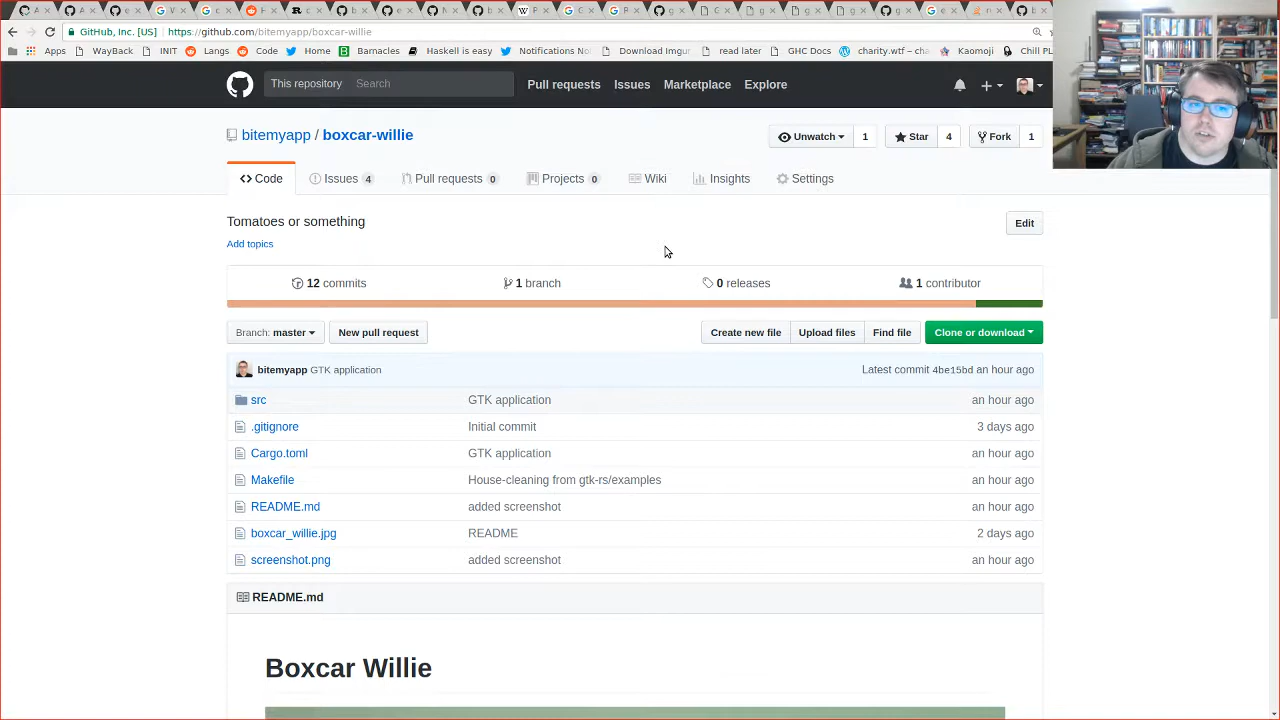 GitHub, Inc. [US] https://github.com/bitemyapp/boxcar-willie
Apps WayBack INIT Langs Code Home Barnacles Haskell is easy Download Imgur read later GHC Docs Chill PL
This repository Search Pull requests Issues Marketplace Explore
bitemyapp / boxcar-willie
Unwatch 1 Star 4 Fork 1
Code Issues 4 Pull requests 0 Projects 0 Wiki Insights Settings
Tomatoes or something
Edit
Add topics
12 commits 1 branch 0 releases 1 contributor
Branch: master New pull request Create new file Upload files Find file Clone or download
bitemyapp GTK application Latest commit 4be15bd an hour ago
src GTK application an hour ago
.gitignore Initial commit 3 days ago
Cargo.toml GTK application an hour ago
Makefile House-cleaning from gtk-rs/examples an hour ago
README.md added screenshot an hour ago
boxcar_willie.jpg README 2 days ago
screenshot.png added screenshot an hour ago
README.md
Boxcar Willie